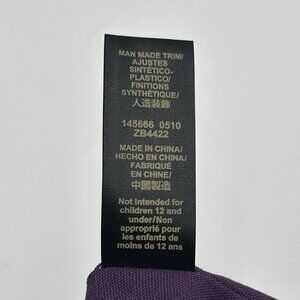 MAN MADE TRIM/
AJUSTES
SINTÉTICO-
PLASTICO/
FINITIONS
SYNTHÉTIQUE/
人造装飾
145666 0510
ZB4422
MADE IN CHINA/
HECHO EN CHINA/
FABRIQUÉ
EN CHINE/
中國製造
Not intended for
children 12 and
under/Non
approprié pour
les enfants de
moins de 12 ans